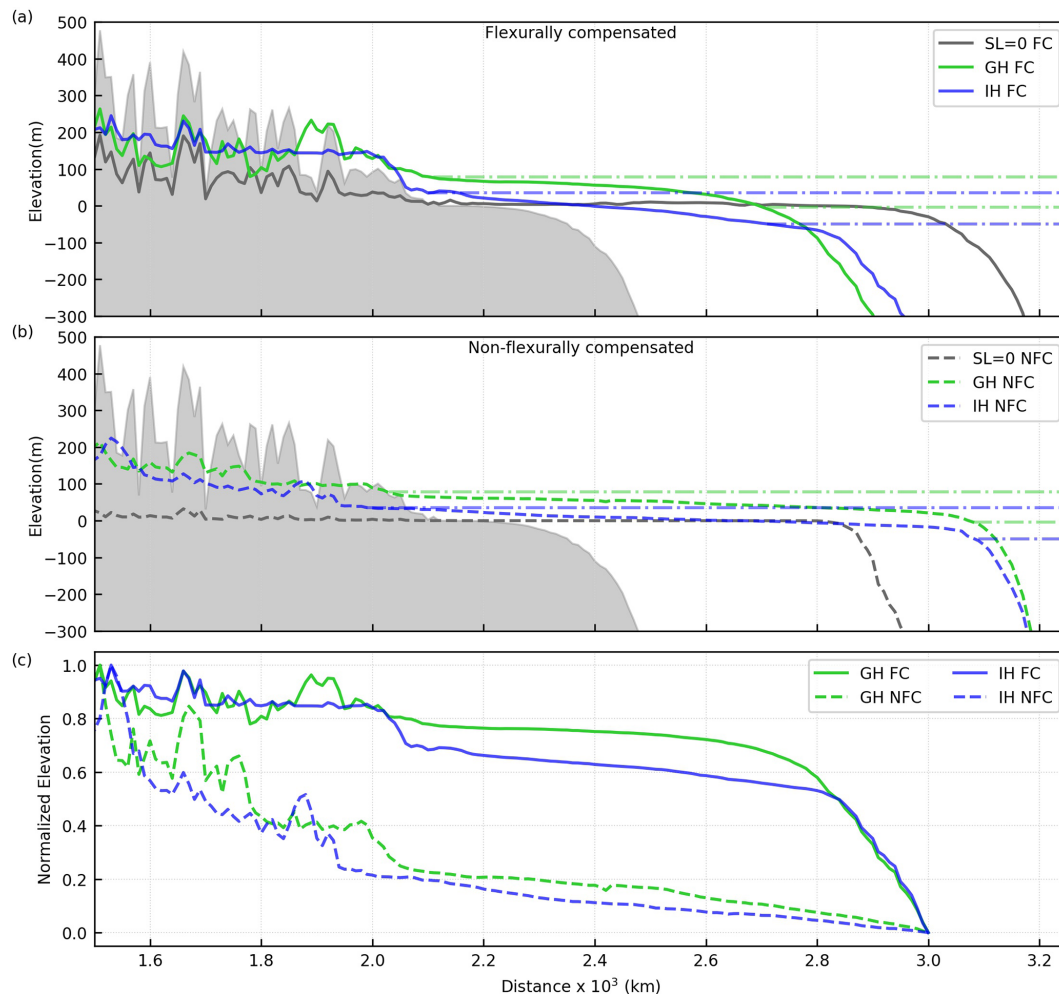 (a)
Flexurally compensated
SL=0 FC
GH FC
IH FC
500
400
300
200
100
0
−100
−200
−300
Elevation(m)
(b)
Non-flexurally compensated
SL=0 NFC
GH NFC
IH NFC
500
400
300
200
100
0
−100
−200
−300
Elevation(m)
(c)
GH FC
GH NFC
IH FC
IH NFC
1.0
0.8
0.6
0.4
0.2
0.0
Normalized Elevation
1.6 1.8 2.0 2.2 2.4 2.6 2.8 3.0 3.2
Distance x 10³ (km)